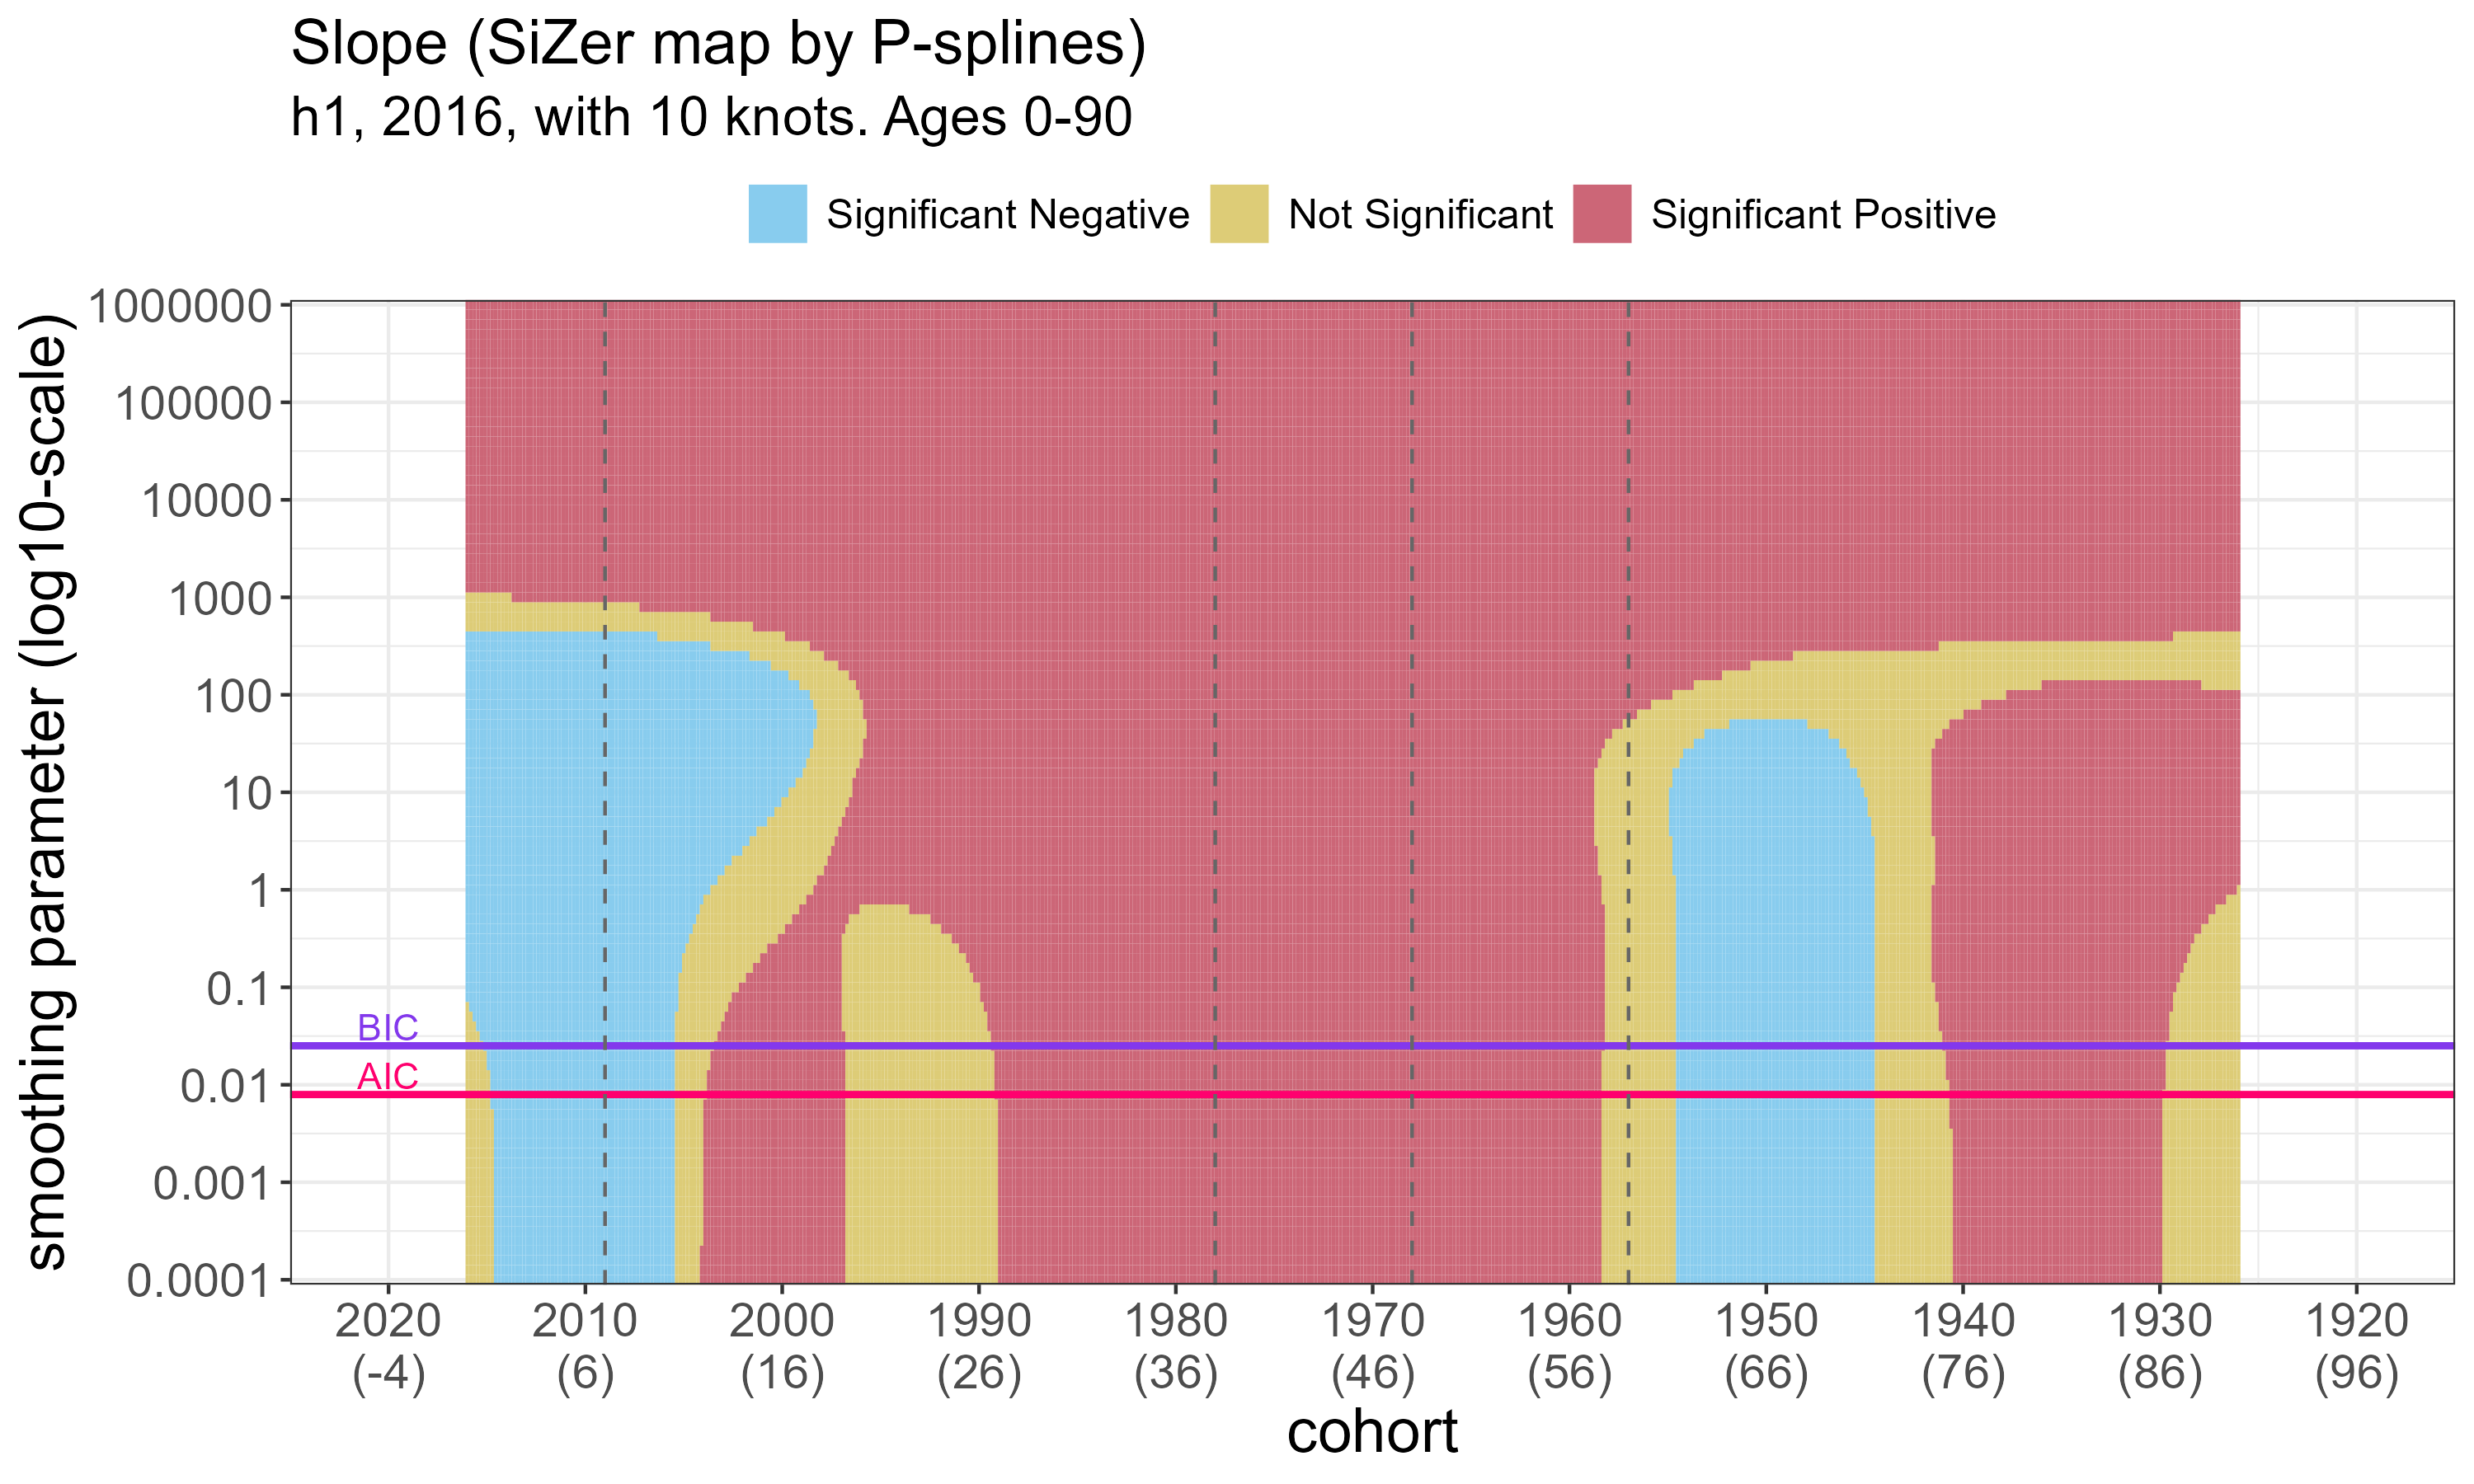 Slope (SiZer map by P-splines)
h1, 2016, with 10 knots. Ages 0-90
Significant Negative Not Significant Significant Positive
smoothing parameter (log10-scale)
1000000
100000
10000
1000
100
10
1
0.1
BIC
AIC
0.01
0.001
0.0001
2020 2010 2000 1990 1980 1970 1960 1950 1940 1930 1920
(-4) (6) (16) (26) (36) (46) (56) (66) (76) (86) (96)
cohort